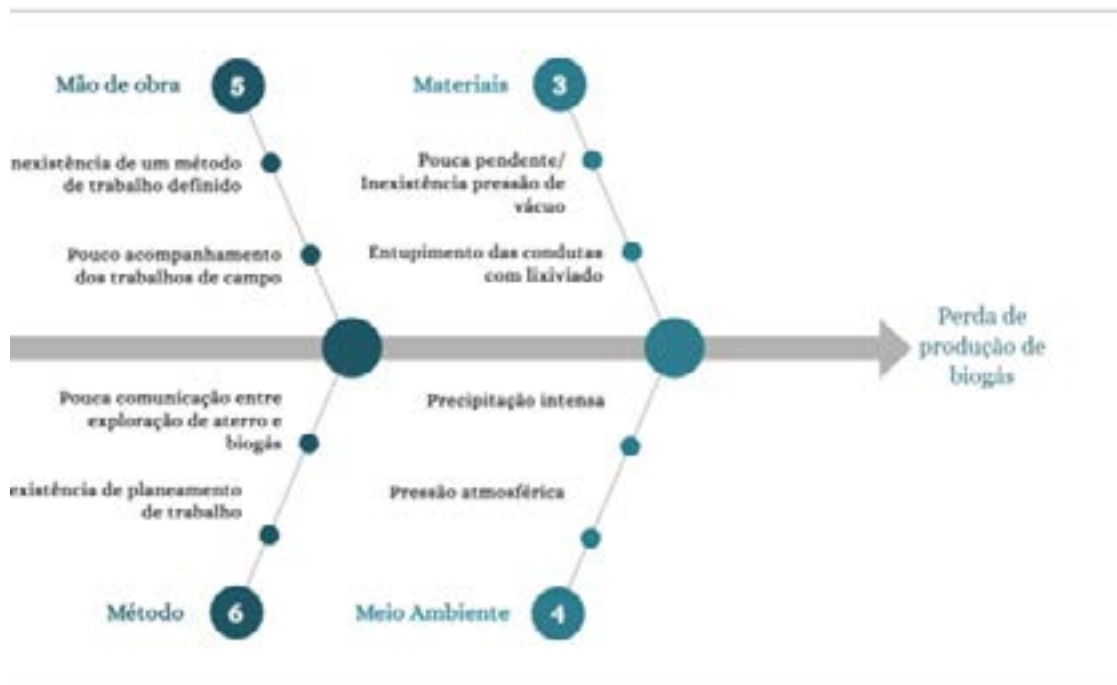 Mão de obra
5
nexistência de um método
de trabalho definido
Pouco acompanhamento
dos trabalhos de campo
Materiais
3
Pouca pendente/
Inexistência pressão de
vácuo
Entupimento das condutas
com lixiviado
Perda de
produção de
biogás
Pouca comunicação entre
exploração de aterro e
biogás
existência de planeamento
de trabalho
Método
6
Precipitação intensa
Pressão atmosférica
Meio Ambiente
4